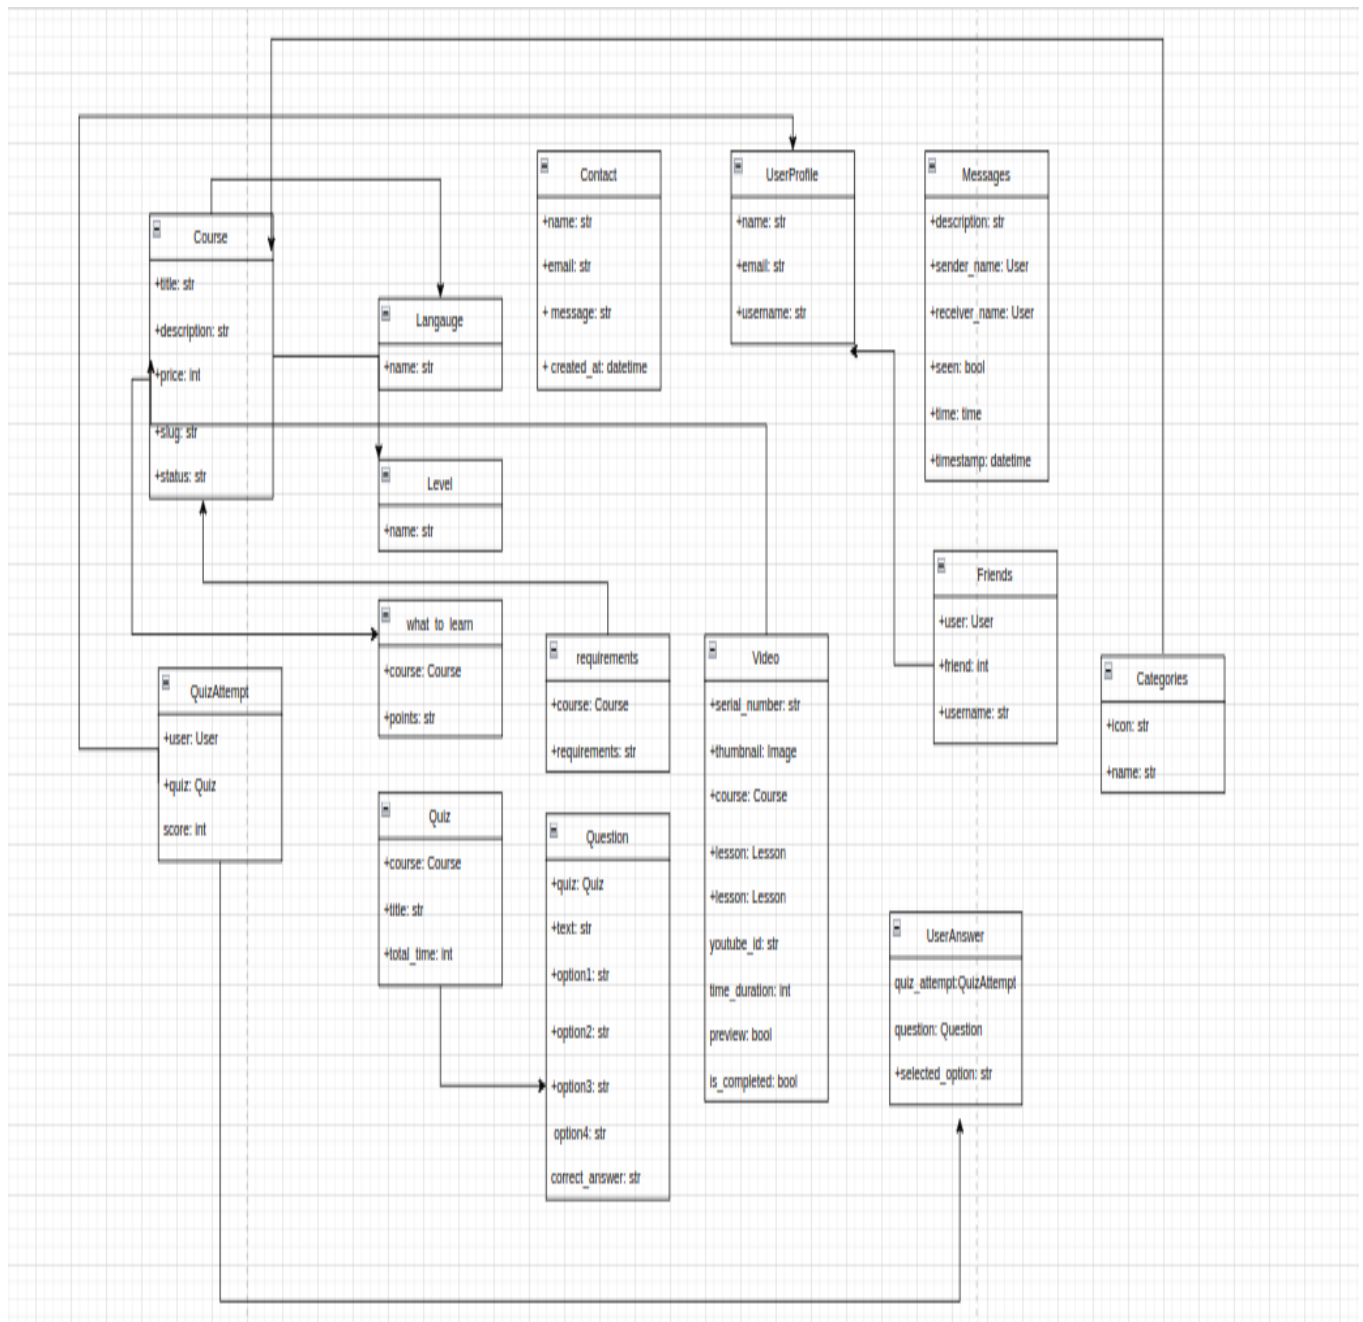 Contact
+name: str
+email: str
+ message: str
+ created_at: datetime
UserProfile
+name: str
+email: str
+username: str
Messages
+description: str
+sender_name: User
+receiver_name: User
+seen: bool
+time: time
+timestamp: datetime
Course
+title: str
+description: str
+price: int
+slug: str
+status: str
Langauge
+name: str
Level
+name: str
Friends
+user: User
+friend: int
+username: str
what to learn
+course: Course
+points: str
requirements
+course: Course
+requirements: str
Video
+serial_number: str
+thumbnail: Image
+course: Course
+lesson: Lesson
+lesson: Lesson
youtube_id: str
time_duration: int
preview: bool
is_completed: bool
Categories
+icon: str
+name: str
QuizAttempt
+user: User
+quiz: Quiz
score: int
Quiz
+course: Course
+title: str
+total_time: int
Question
+quiz: Quiz
+text: str
+option1: str
+option2: str
+option3: str
option4: str
correct_answer: str
UserAnswer
quiz_attempt:QuizAttempt
question: Question
+selected_option: str